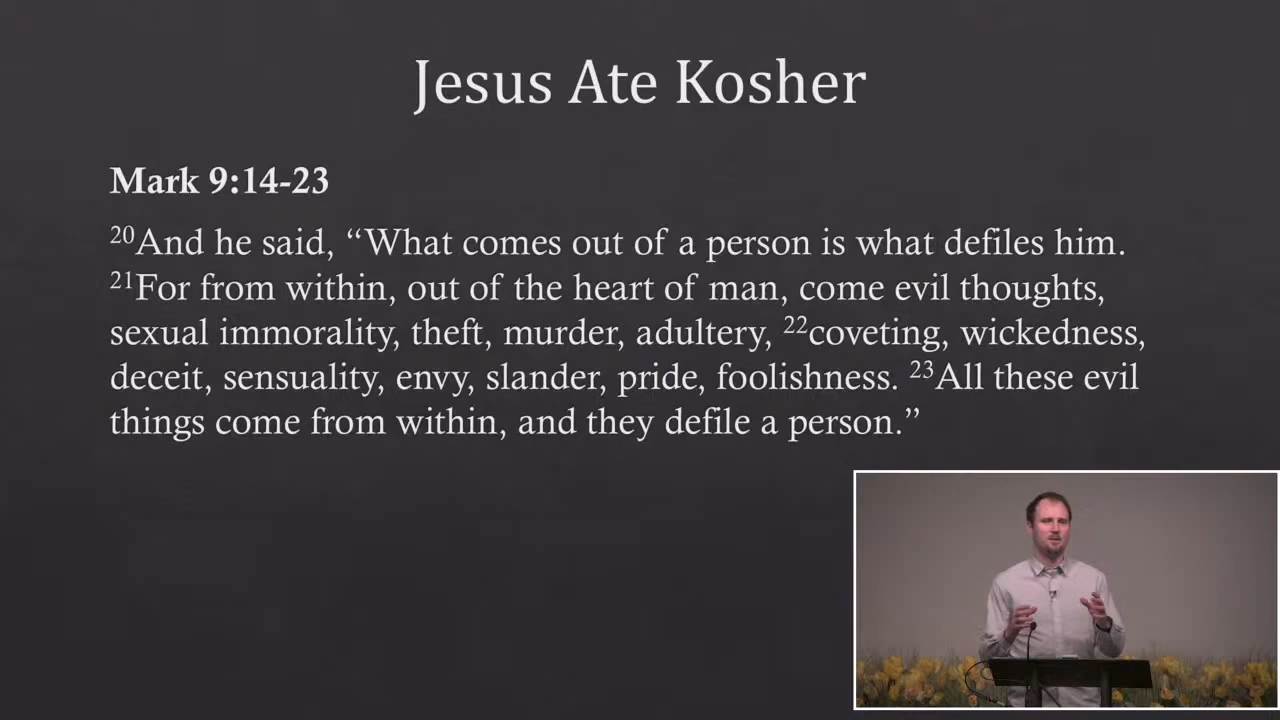 Jesus Ate Kosher
Mark 9:14-23
20And he said, “What comes out of a person is what defiles him.
21For from within, out of the heart of man, come evil thoughts,
sexual immorality, theft, murder, adultery, 22coveting, wickedness,
deceit, sensuality, envy, slander, pride, foolishness. 23All these evil
things come from within, and they defile a person.”